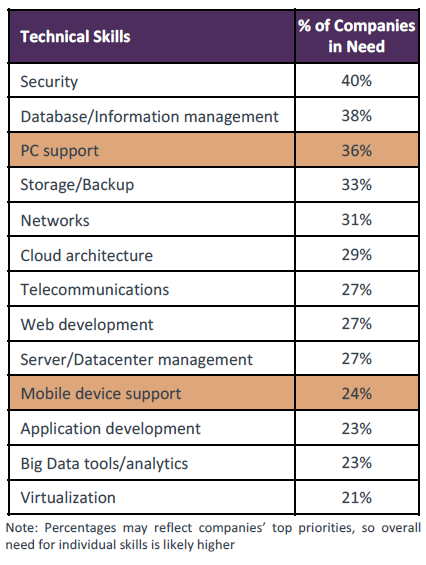 Technical Skills % of Companies in Need
Security 40%
Database/Information management 38%
PC support 36%
Storage/Backup 33%
Networks 31%
Cloud architecture 29%
Telecommunications 27%
Web development 27%
Server/Datacenter management 27%
Mobile device support 24%
Application development 23%
Big Data tools/analytics 23%
Virtualization 21%
Note: Percentages may reflect companies’ top priorities, so overall
need for individual skills is likely higher